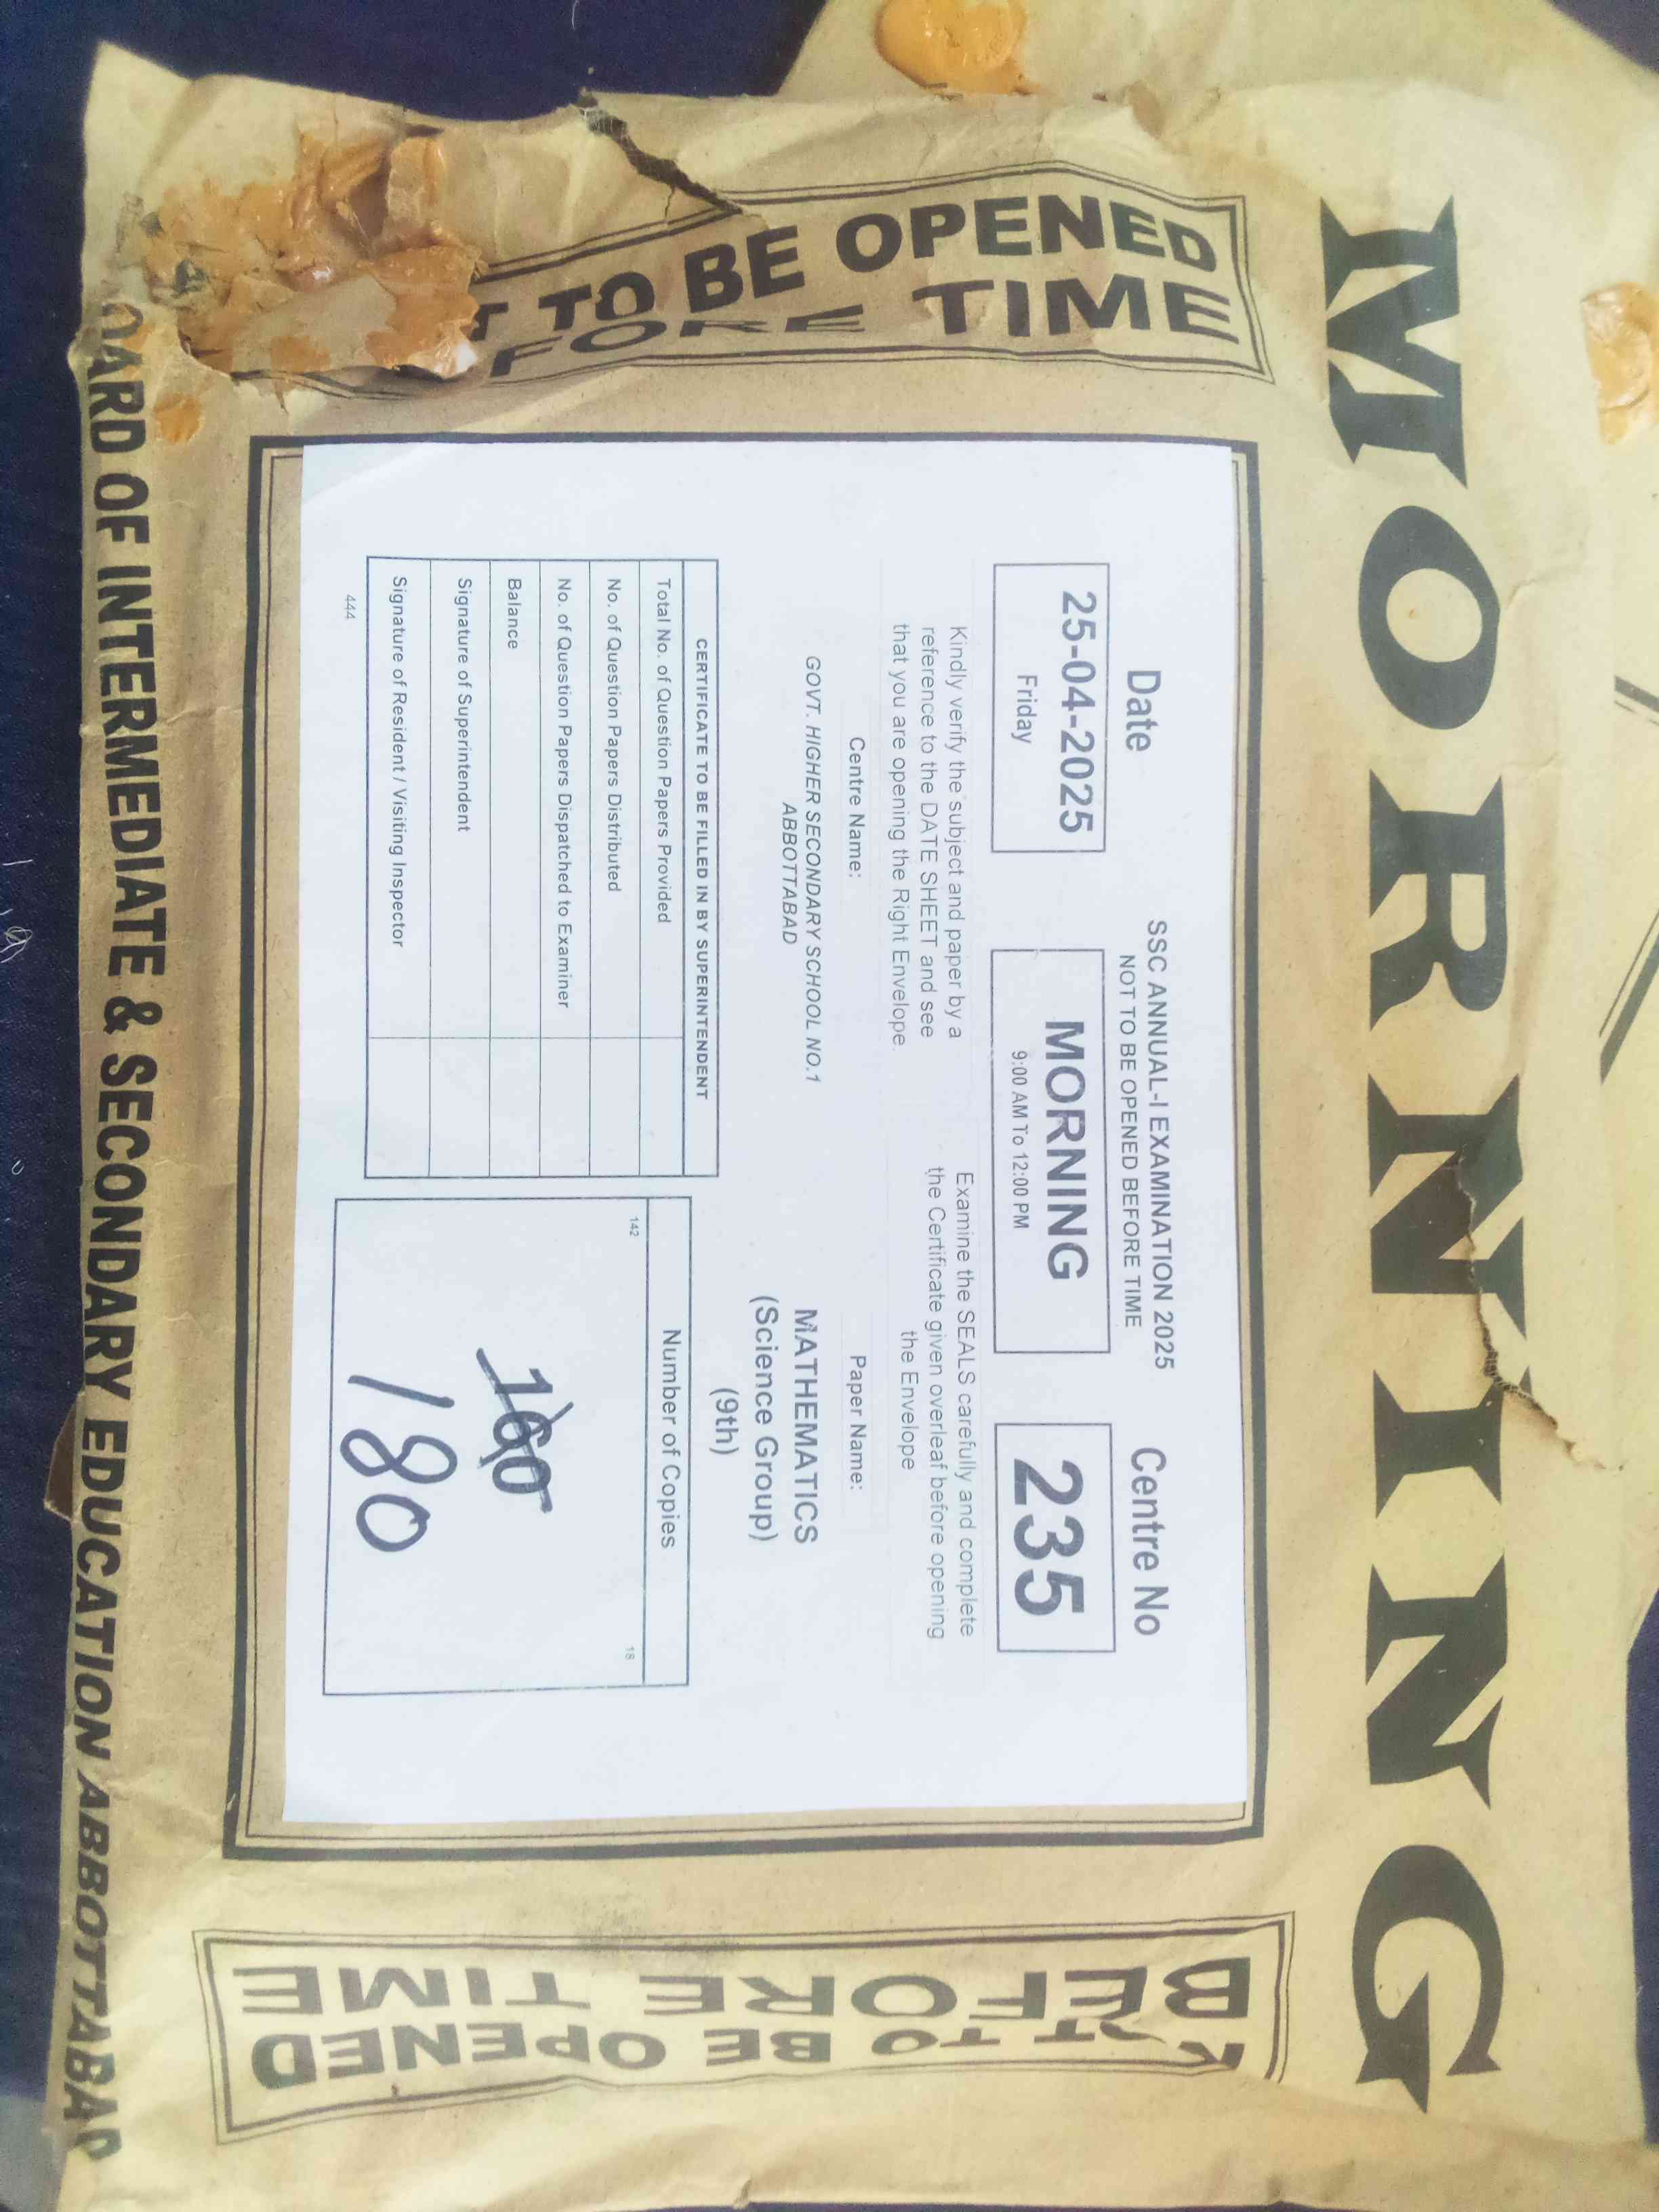 MORNING
TO BE OPENED
FORE TIME
Date
25-04-2025
Friday
SSC ANNUAL-I EXAMINATION 2025
NOT TO BE OPENED BEFORE TIME
MORNING
9:00 AM To 12:00 PM
Centre No
235
Kindly verify the subject and paper by a
reference to the DATE SHEET and see
that you are opening the Right Envelope.
Examine the SEALS carefully and complete
the Certificate given overleaf before opening
the Envelope
Centre Name:
GOVT. HIGHER SECONDARY SCHOOL NO.1
ABBOTTABAD
Paper Name:
MATHEMATICS
(Science Group)
(9th)
CERTIFICATE TO BE FILLED IN BY SUPERINTENDENT
Total No. of Question Papers Provided
No. of Question Papers Distributed
No. of Question Papers Dispatched to Examiner
Balance
Signature of Superintendent
Signature of Resident / Visiting Inspector
444
Number of Copies
142
18
160
180
TO BE OPENED
BEFORE TIME
OARD OF INTERMEDIATE & SECONDARY EDUCATION ABBOTTABAD